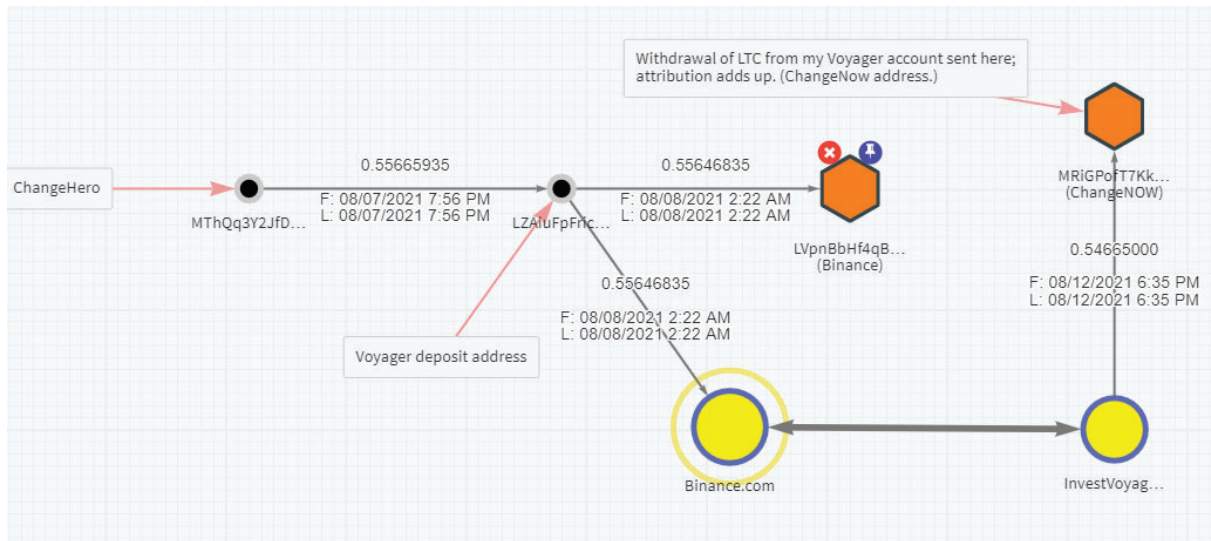 Withdrawal of LTC from my Voyager account sent here;
attribution adds up. (ChangeNow address.)
ChangeHero
MThQq3Y2JfD...
0.55665935
F: 08/07/2021 7:56 PM
L: 08/07/2021 7:56 PM
LZAiuFpFric...
0.55646835
F: 08/08/2021 2:22 AM
L: 08/08/2021 2:22 AM
LVpnBbHf4qB...
(Binance)
MRiGPofT7Kk...
(ChangeNOW)
0.54665000
F: 08/12/2021 6:35 PM
L: 08/12/2021 6:35 PM
0.55646835
F: 08/08/2021 2:22 AM
L: 08/08/2021 2:22 AM
Voyager deposit address
Binance.com
InvestVoyag...